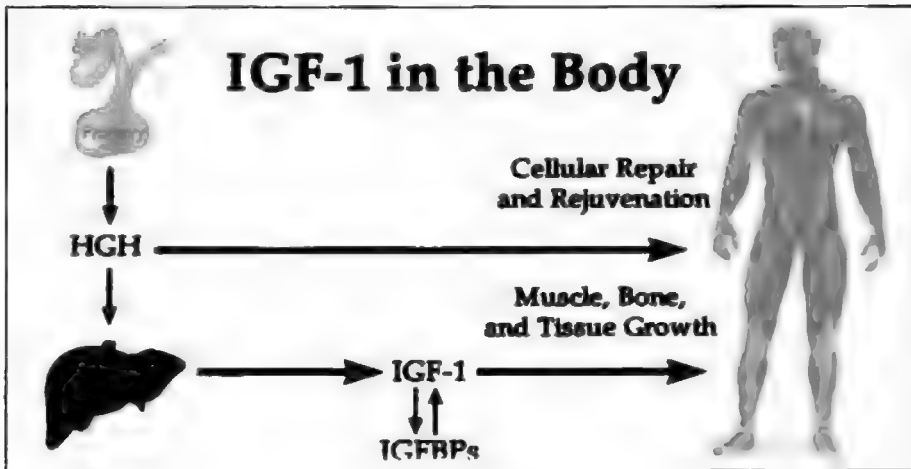 IGF-1 in the Body
Cellular Repair
and Rejuvenation
HGH
Muscle, Bone,
and Tissue Growth
IGF-1
IGFBPs